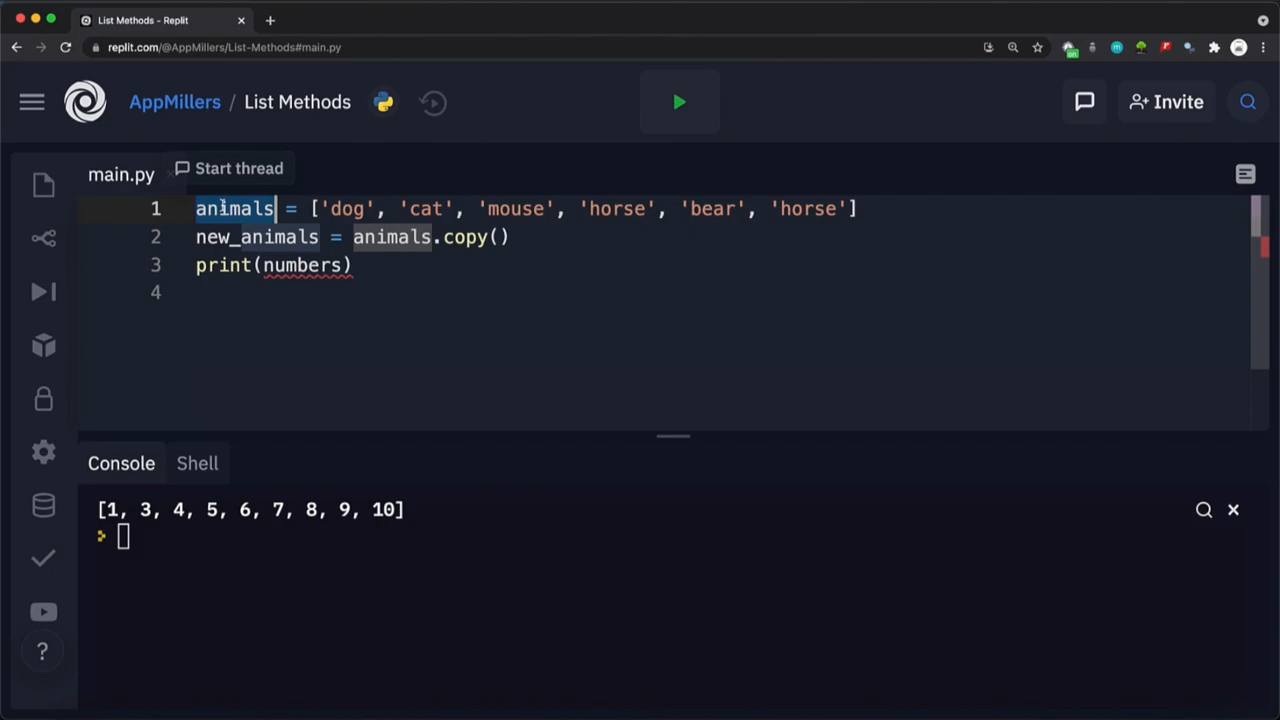 List Methods - Replit
replit.com/@AppMillers/List-Methods#main.py
AppMillers / List Methods
Invite
main.py
Start thread
1 animals = ['dog', 'cat', 'mouse', 'horse', 'bear', 'horse']
2 new_animals = animals.copy()
3 print(numbers)
4
Console Shell
[1, 3, 4, 5, 6, 7, 8, 9, 10]